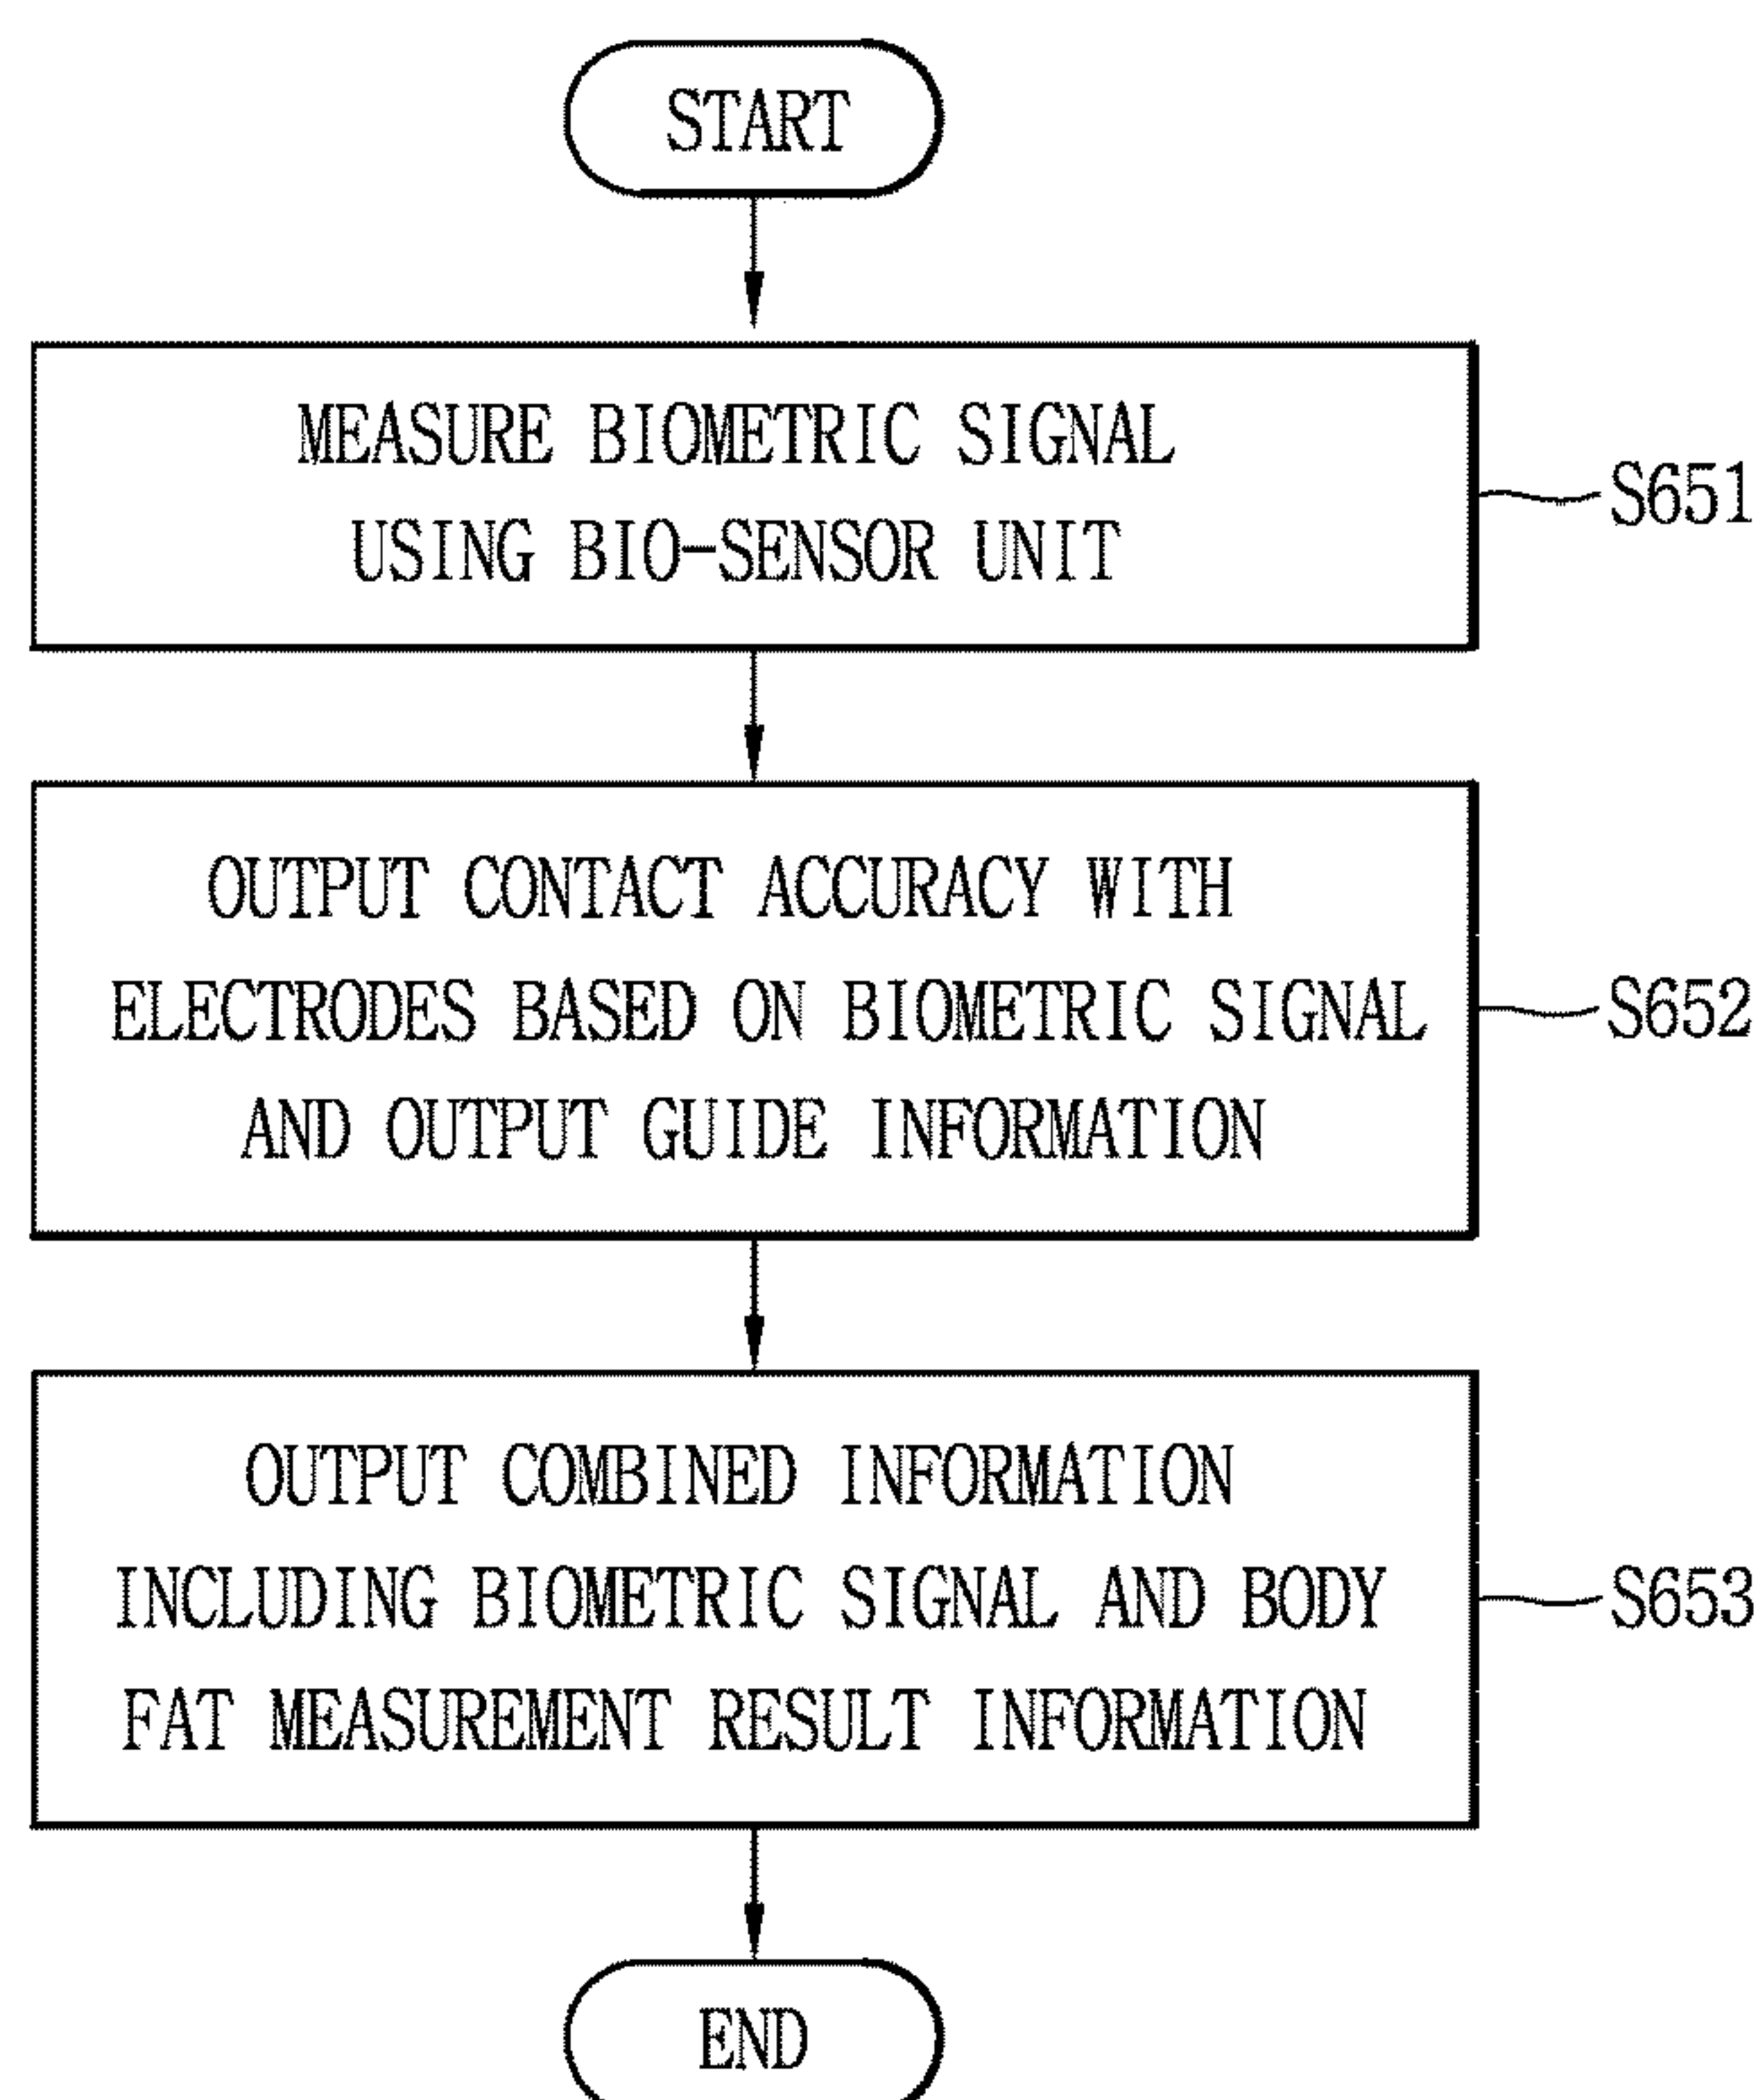 START
MEASURE BIOMETRIC SIGNAL
USING BIO-SENSOR UNIT
S651
OUTPUT CONTACT ACCURACY WITH
ELECTRODES BASED ON BIOMETRIC SIGNAL
AND OUTPUT GUIDE INFORMATION
S652
OUTPUT COMBINED INFORMATION
INCLUDING BIOMETRIC SIGNAL AND BODY
FAT MEASUREMENT RESULT INFORMATION
S653
END